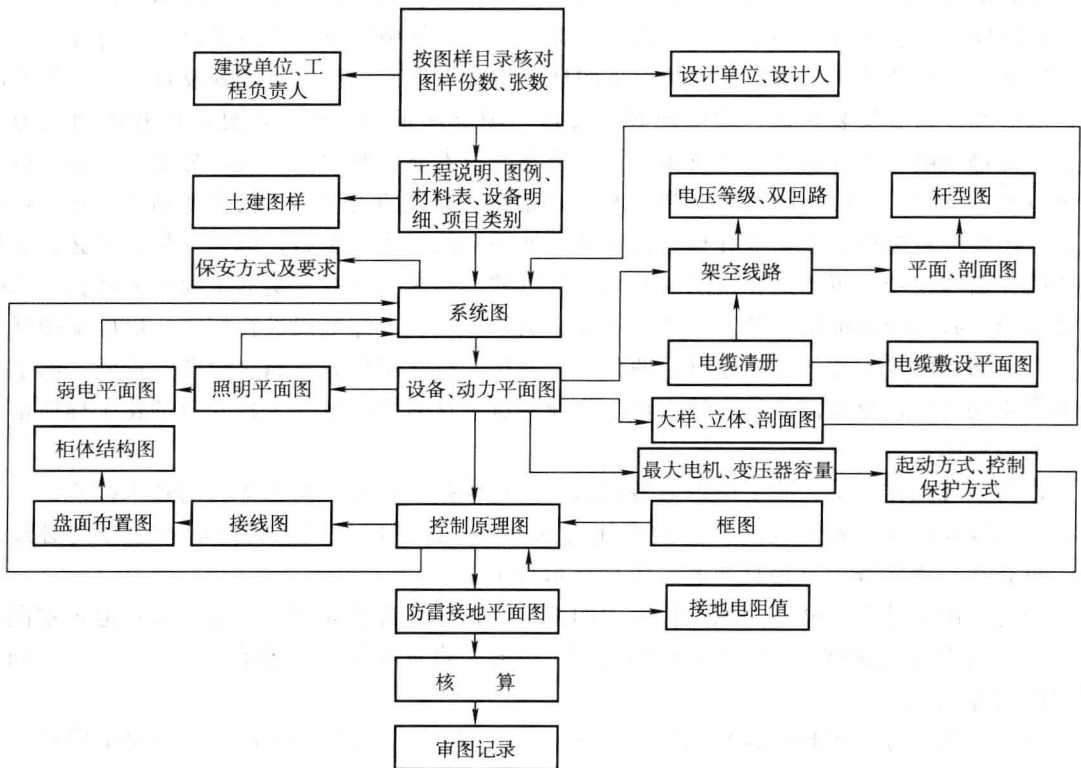 按图样目录核对
图样份数、张数
建设单位、工
程负责人
设计单位、设计人
工程说明、图例、
材料表、设备明
细、项目类别
土建图样
电压等级、双回路
杆型图
保安方式及要求
架空线路
平面、剖面图
系统图
电缆清册
电缆敷设平面图
弱电平面图
照明平面图
设备、动力平面图
大样、立体、剖面图
柜体结构图
最大电机、变压器容量
起动方式、控制
保护方式
盘面布置图
接线图
控制原理图
框图
防雷接地平面图
接地电阻值
核 算
审图记录